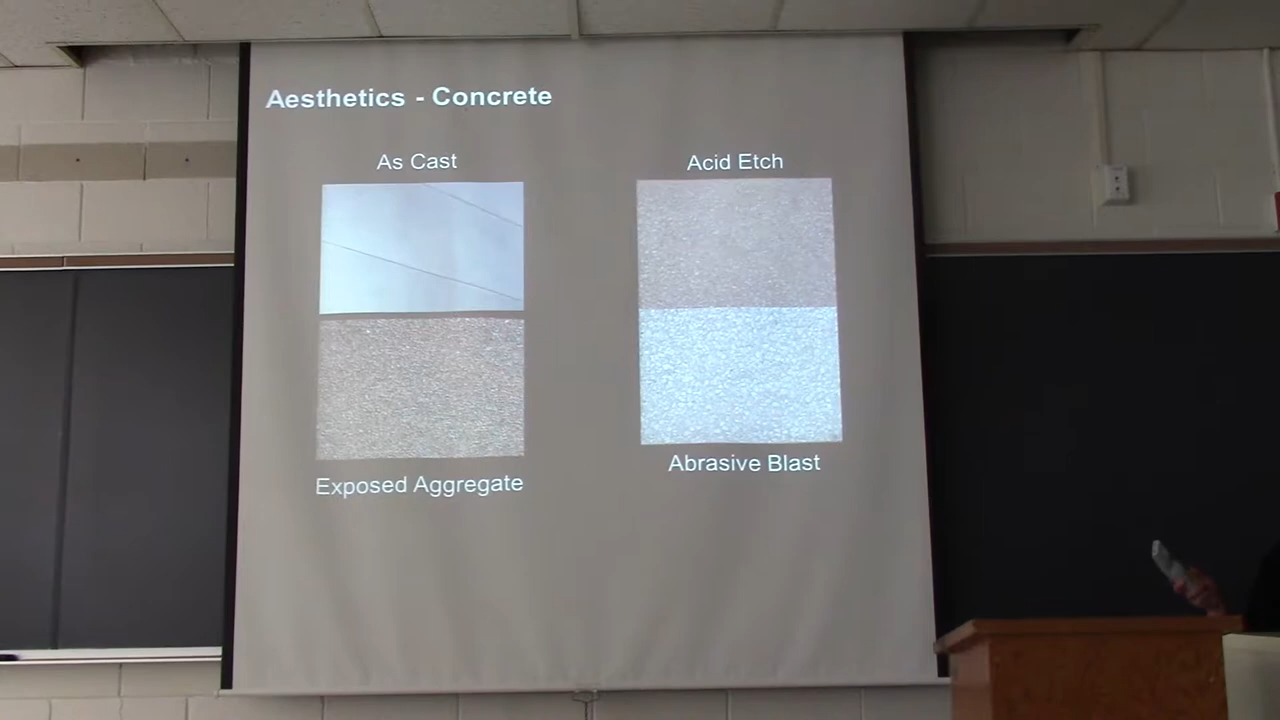 Aesthetics - Concrete
As Cast
Acid Etch
Exposed Aggregate
Abrasive Blast